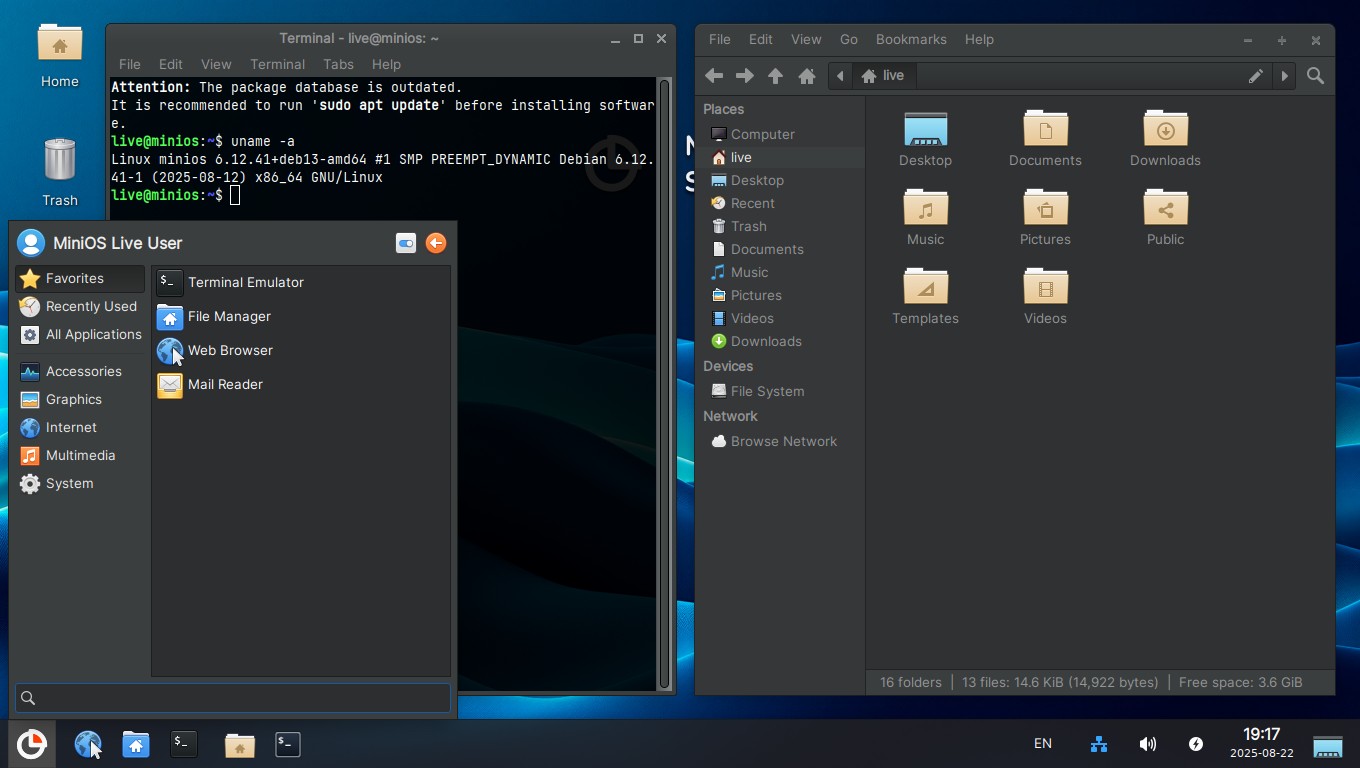 Home
Trash
Terminal - live@minios: ~
File Edit View Terminal Tabs Help
Attention: The package database is outdated.
It is recommended to run 'sudo apt update' before installing softwar
e.
live@minios:~$ uname -a
Linux minios 6.12.41+deb13-amd64 #1 SMP PREEMPT_DYNAMIC Debian 6.12.
41-1 (2025-08-12) x86_64 GNU/Linux
live@minios:~$
MiniOS Live User
Favorites
Recently Used
All Applications
Accessories
Graphics
Internet
Multimedia
System
Terminal Emulator
File Manager
Web Browser
Mail Reader
File Edit View Go Bookmarks Help
live
Places
Computer
live
Desktop
Recent
Trash
Documents
Music
Pictures
Videos
Downloads
Devices
File System
Network
Browse Network
Desktop Documents Downloads
Music Pictures Public
Templates Videos
16 folders | 13 files: 14.6 KiB (14,922 bytes) | Free space: 3.6 GiB
EN
19:17
2025-08-22